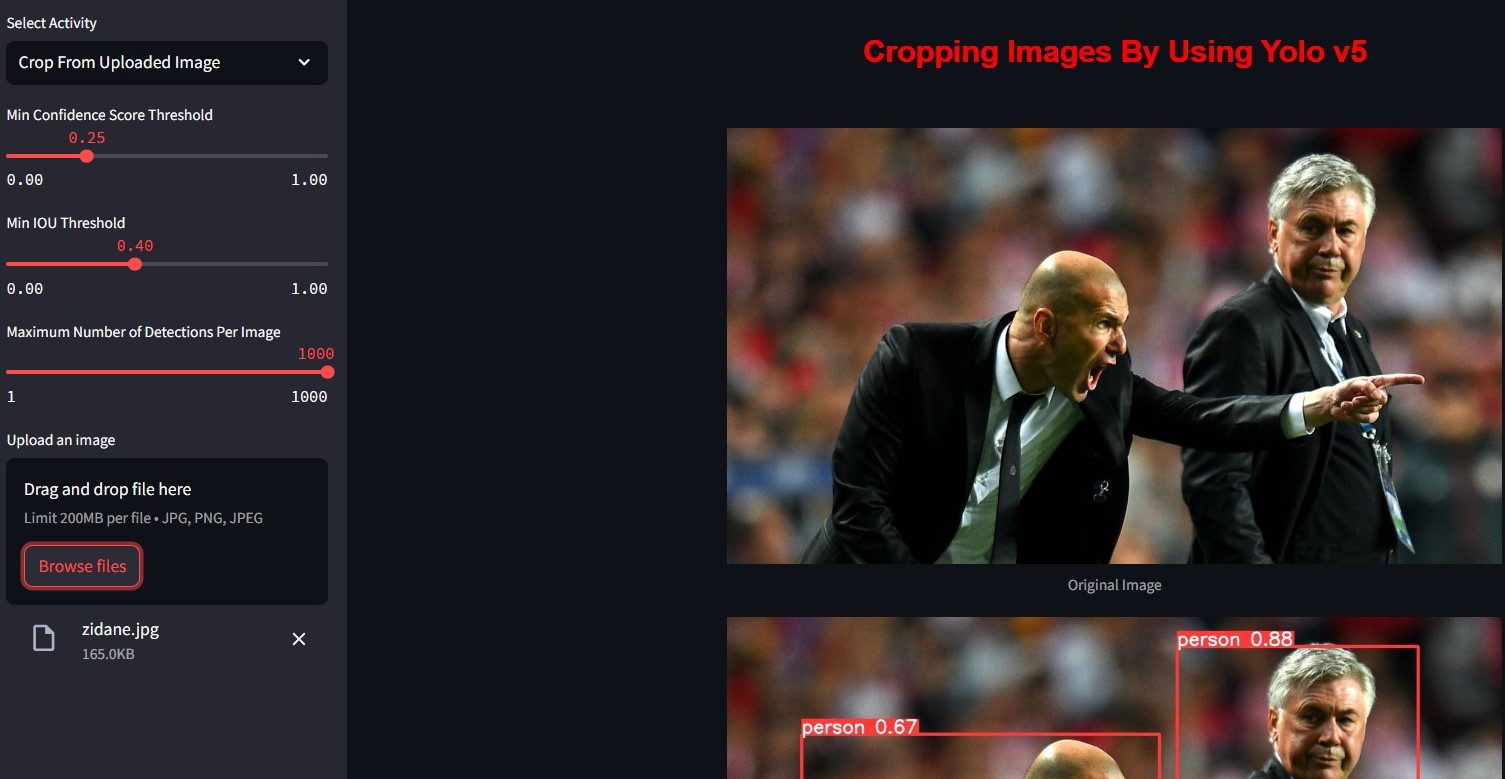 Select Activity
Crop From Uploaded Image
Min Confidence Score Threshold
0.25
0.00 1.00
Min IOU Threshold
0.40
0.00 1.00
Maximum Number of Detections Per Image
1000
1 1000
Upload an image
Drag and drop file here
Limit 200MB per file • JPG, PNG, JPEG
Browse files
zidane.jpg
165.0KB
Cropping Images By Using Yolo v5
Original Image
person 0.88
person 0.67